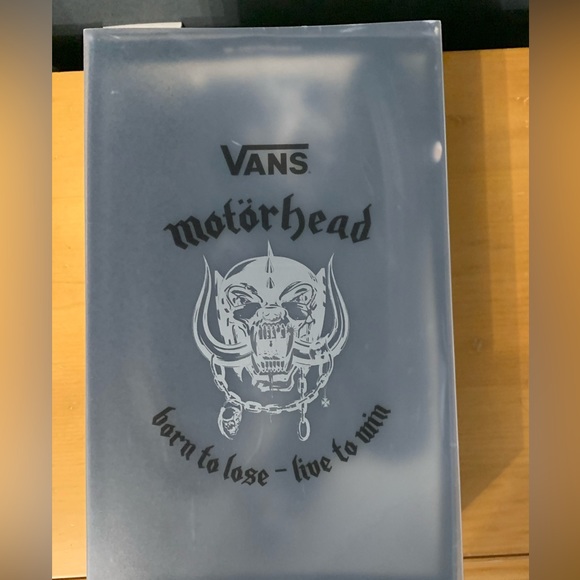 VANS
motörhead
born to lose - live to win